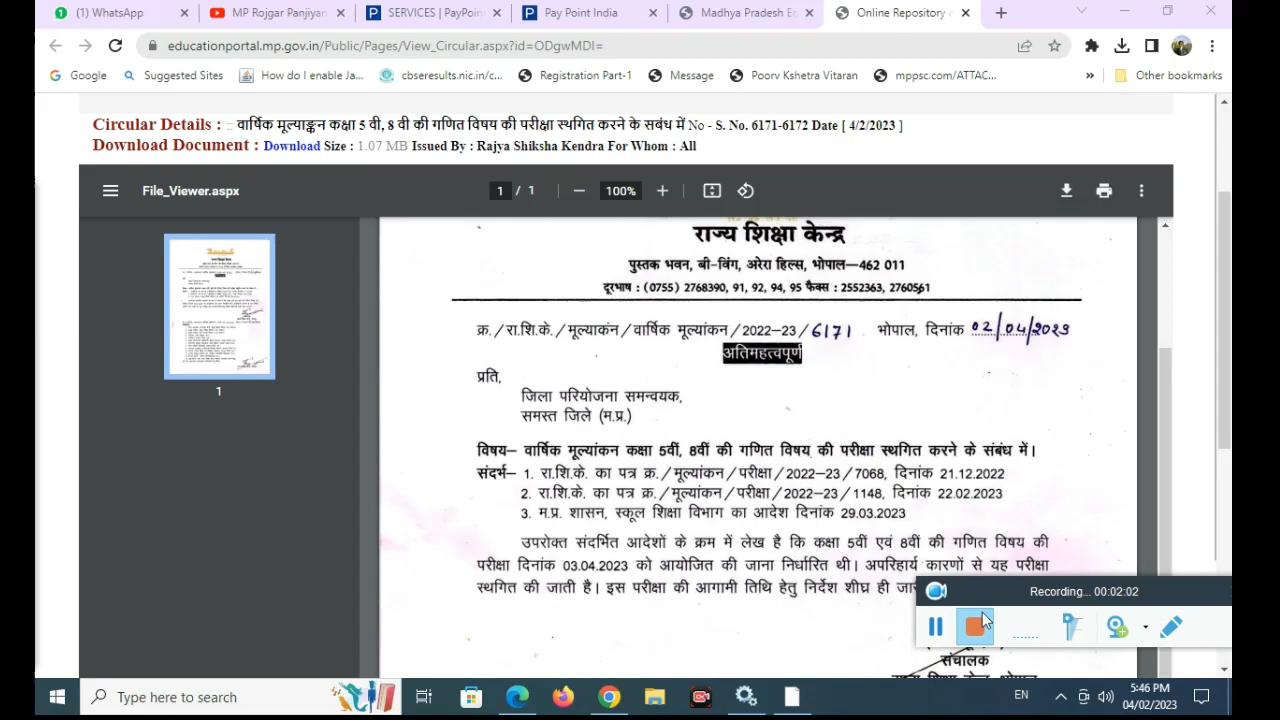 (1) WhatsApp
MP Rojgar Panjiyan
SERVICES | PayPoin
Pay Point India
Madhya Pradesh E
Online Repository
educationportal.mp.gov.in/Public/Pages/View_Circular.aspx?id=ODgwMDI=
Google Suggested Sites How do I enable Ja... cbseresults.nic.in/c... Registration Part-1 Message Poorv Kshetra Vitaran mppsc.com/ATTAC... » Other bookmarks
Circular Details : :: वार्षिक मूल्याङ्कन कक्षा 5 वी, 8 वी की गणित विषय की परीक्षा स्थगित करने के सबंध में No - S. No. 6171-6172 Date [ 4/2/2023 ]
Download Document : Download Size : 1.07 MB Issued By : Rajya Shiksha Kendra For Whom : All
File_Viewer.aspx 1 / 1 100%
1
राज्य शिक्षा केन्द्र
पुस्तक भवन, बी-विंग, अरेरा हिल्स, भोपाल-462 011
दूरभाष : (0755) 2768390, 91, 92, 94, 95 फैक्स : 2552363, 2760561
क्र./रा.शि.के./मूल्याकंन/वार्षिक मूल्यांकन/2022-23/6171 भोपाल, दिनांक 02/04/2023
अतिमहत्वपूर्ण
प्रति,
जिला परियोजना समन्वयक,
समस्त जिले (म.प्र.)
विषय- वार्षिक मूल्यांकन कक्षा 5वीं, 8वीं की गणित विषय की परीक्षा स्थगित करने के संबंध में।
संदर्भ- 1. रा.शि.के. का पत्र क्र./मूल्यांकन/परीक्षा/2022-23/7068, दिनांक 21.12.2022
2. रा.शि.के. का पत्र क्र./मूल्यांकन/परीक्षा/2022-23/1148, दिनांक 22.02.2023
3. म.प्र. शासन, स्कूल शिक्षा विभाग का आदेश दिनांक 29.03.2023
उपरोक्त संदर्भित आदेशों के क्रम में लेख है कि कक्षा 5वीं एवं 8वीं की गणित विषय की
परीक्षा दिनांक 03.04.2023 को आयोजित की जाना निर्धारित थी। अपरिहार्य कारणों से यह परीक्षा
स्थगित की जाती है। इस परीक्षा की आगामी तिथि हेतु निर्देश शीघ्र ही
Recording... 00:02:02
संचालक
Type here to search
EN
5:46 PM
04/02/2023